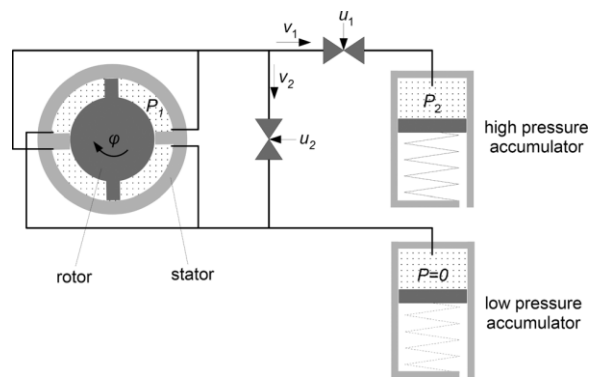 v₁
u₁
v₂
P₁
P₂
φ
u₂
high pressure
accumulator
rotor
stator
P=0
low pressure
accumulator